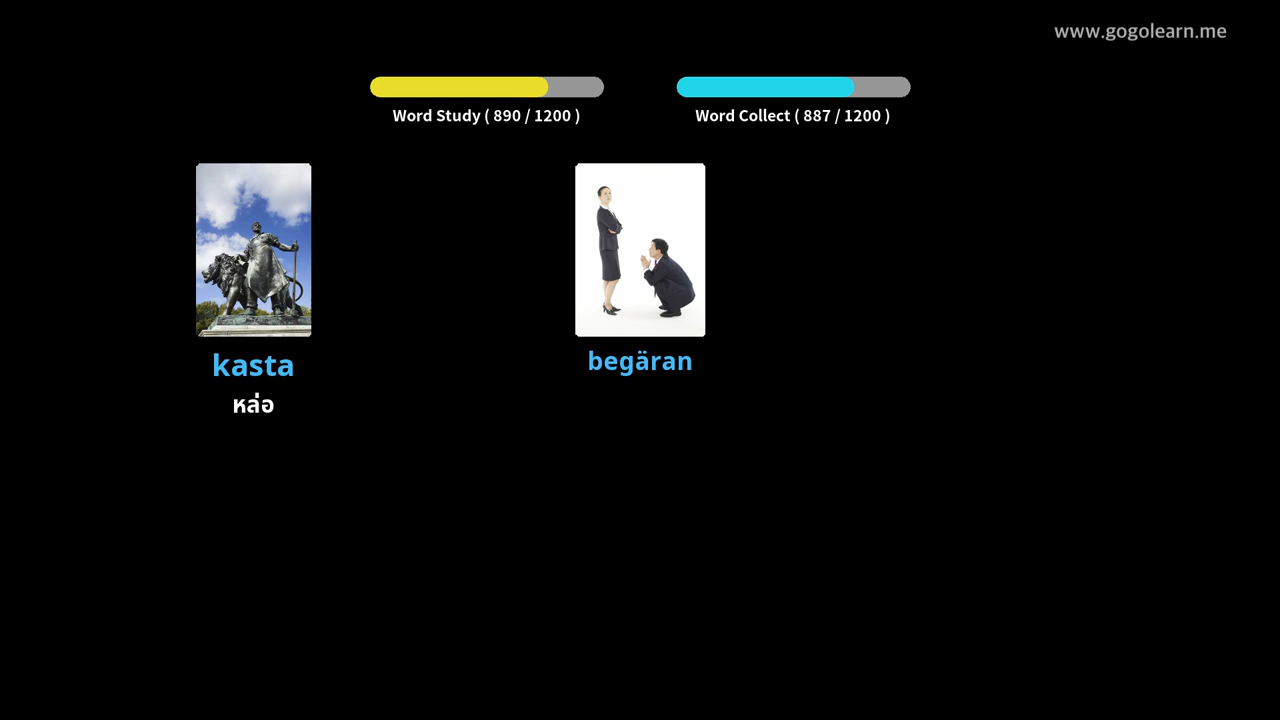 www.gogolearn.me
Word Study ( 890 / 1200 )
Word Collect ( 887 / 1200 )
kasta
หล่อ
begäran